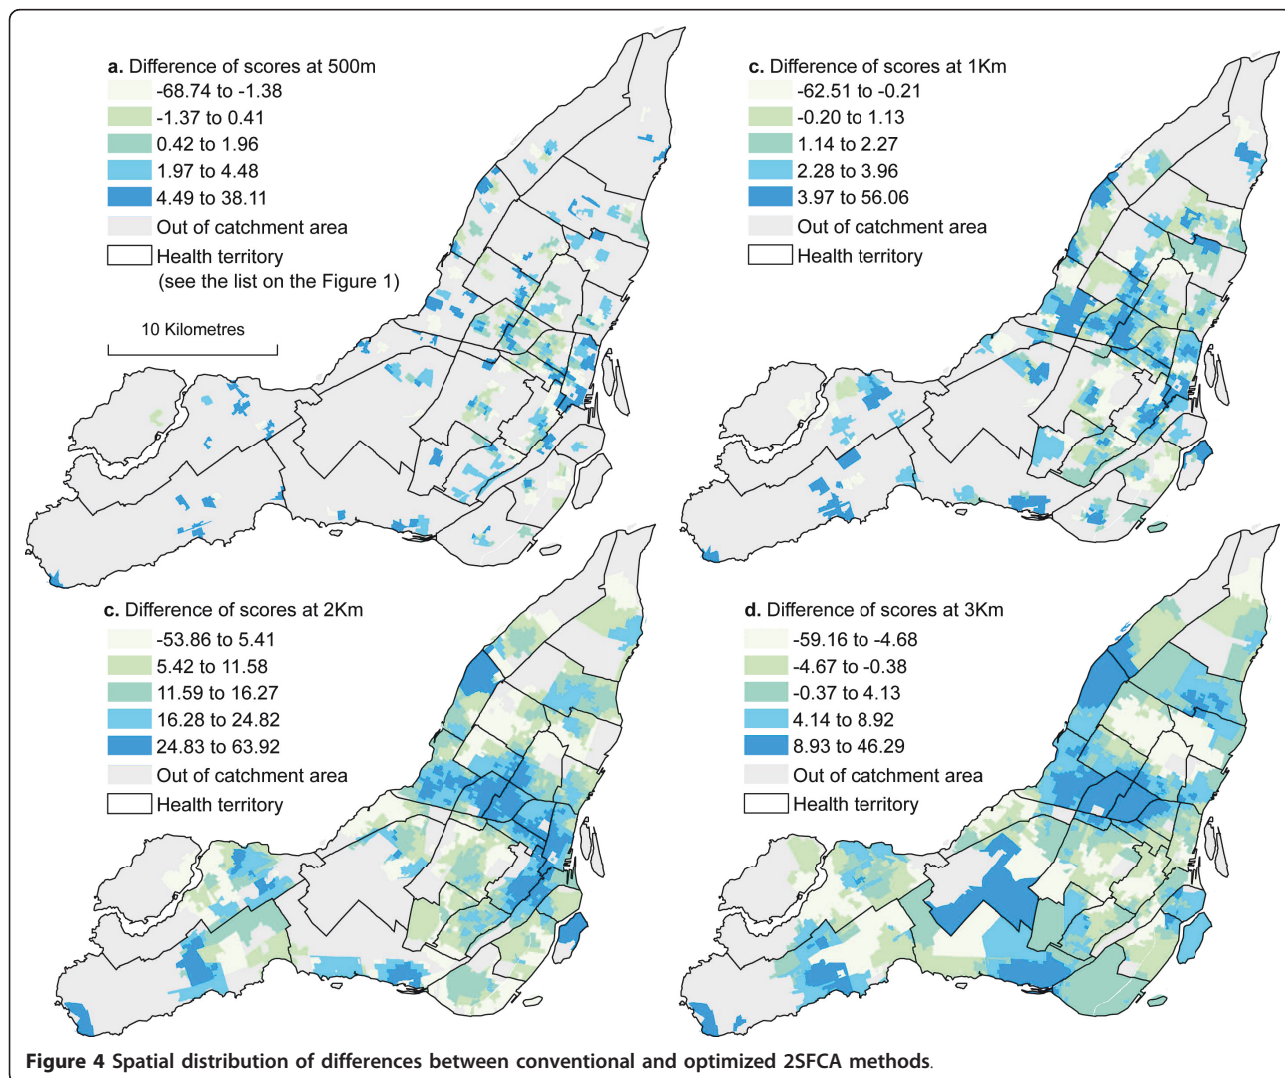 a. Difference of scores at 500m
-68.74 to -1.38
-1.37 to 0.41
0.42 to 1.96
1.97 to 4.48
4.49 to 38.11
Out of catchment area
Health territory
(see the list on the Figure 1)
10 Kilometres
c. Difference of scores at 1Km
-62.51 to -0.21
-0.20 to 1.13
1.14 to 2.27
2.28 to 3.96
3.97 to 56.06
Out of catchment area
Health territory
c. Difference of scores at 2Km
-53.86 to 5.41
5.42 to 11.58
11.59 to 16.27
16.28 to 24.82
24.83 to 63.92
Out of catchment area
Health territory
d. Difference of scores at 3Km
-59.16 to -4.68
-4.67 to -0.38
-0.37 to 4.13
4.14 to 8.92
8.93 to 46.29
Out of catchment area
Health territory
Figure 4 Spatial distribution of differences between conventional and optimized 2SFCA methods.